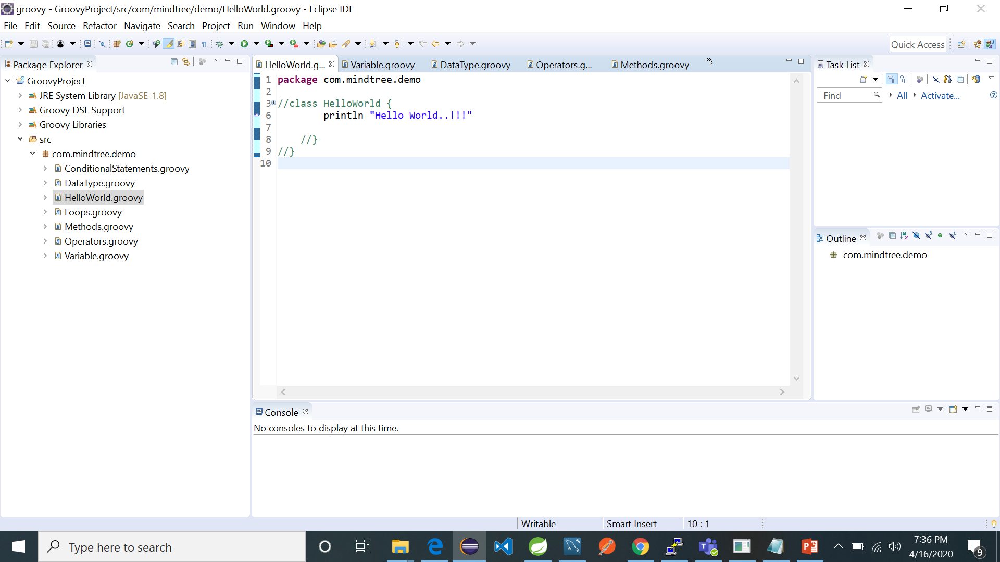 groovy - GroovyProject/src/com/mindtree/demo/HelloWorld.groovy - Eclipse IDE
File Edit Source Refactor Navigate Search Project Run Window Help
Quick Access
Package Explorer
GroovyProject
JRE System Library [JavaSE-1.8]
Groovy DSL Support
Groovy Libraries
src
com.mindtree.demo
ConditionalStatements.groovy
DataType.groovy
HelloWorld.groovy
Loops.groovy
Methods.groovy
Operators.groovy
Variable.groovy
HelloWorld.g... Variable.groovy DataType.groovy Operators.g... Methods.groovy »2
1 package com.mindtree.demo
2
3 //class HelloWorld {
6 println "Hello World..!!!"
7
8 //}
9 //}
10
Task List
Find All Activate...
Outline
com.mindtree.demo
Console
No consoles to display at this time.
Writable Smart Insert 10 : 1
Type here to search
7:36 PM
4/16/2020
9